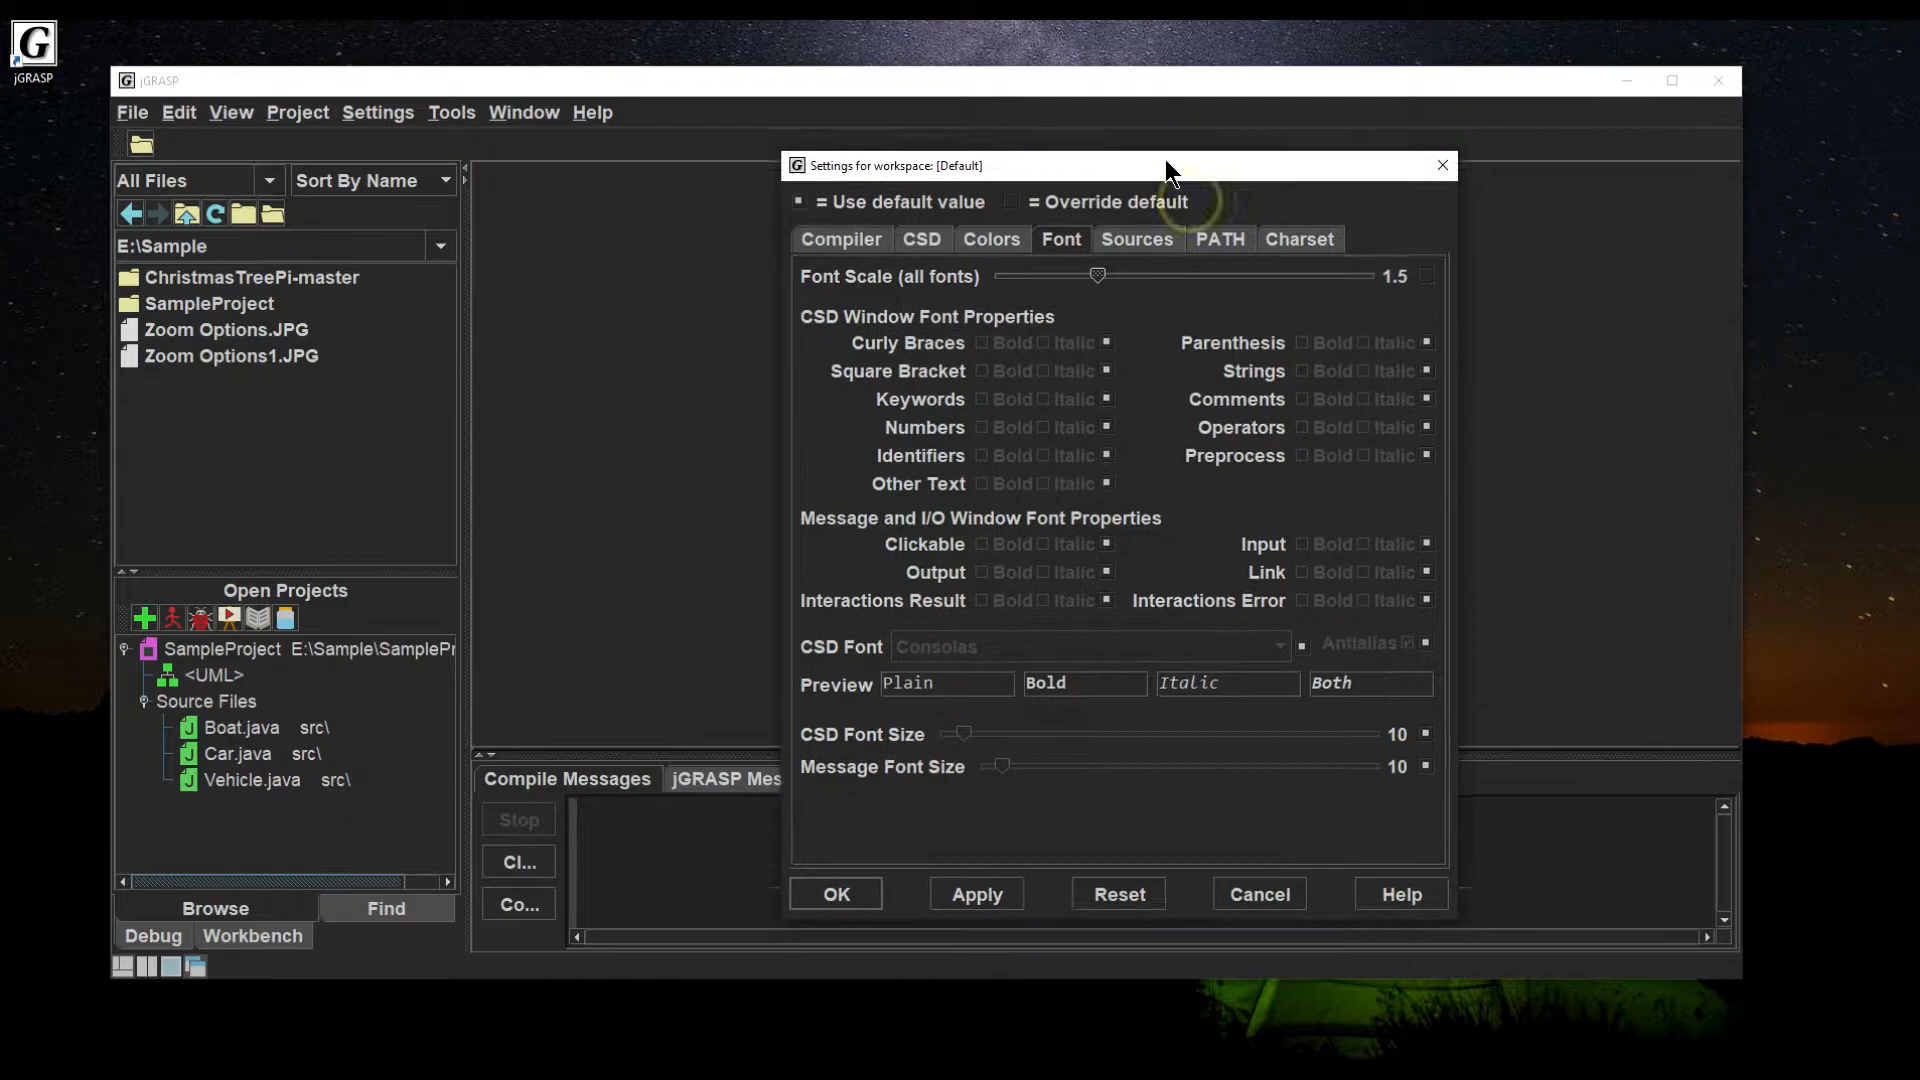 jGRASP
jGRASP
File Edit View Project Settings Tools Window Help
All Files
Sort By Name
E:\Sample
ChristmasTreePi-master
SampleProject
Zoom Options.JPG
Zoom Options1.JPG
Open Projects
SampleProject E:\Sample\SamplePr
<UML>
Source Files
Boat.java src\
Car.java src\
Vehicle.java src\
Browse
Find
Debug
Workbench
Compile Messages
jGRASP Mes
Stop
Cl...
Co...
Settings for workspace: [Default]
= Use default value = Override default
Compiler CSD Colors Font Sources PATH Charset
Font Scale (all fonts) 1.5
CSD Window Font Properties
Curly Braces Bold Italic Parenthesis Bold Italic
Square Bracket Bold Italic Strings Bold Italic
Keywords Bold Italic Comments Bold Italic
Numbers Bold Italic Operators Bold Italic
Identifiers Bold Italic Preprocess Bold Italic
Other Text Bold Italic
Message and I/O Window Font Properties
Clickable Bold Italic Input Bold Italic
Output Bold Italic Link Bold Italic
Interactions Result Bold Italic Interactions Error Bold Italic
CSD Font Consolas Antialias
Preview Plain Bold Italic Both
CSD Font Size 10
Message Font Size 10
OK Apply Reset Cancel Help